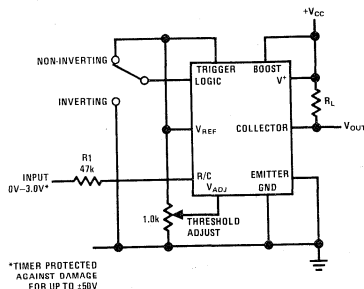 +VCC
NON-INVERTING
TRIGGER BOOST
LOGIC V+
INVERTING
RL
VREF COLLECTOR VOUT
R1
47k
INPUT
0V–3.0V*
R/C EMITTER
VADJ GND
1.0k THRESHOLD
ADJUST
*TIMER PROTECTED
AGAINST DAMAGE
FOR UP TO ±50V